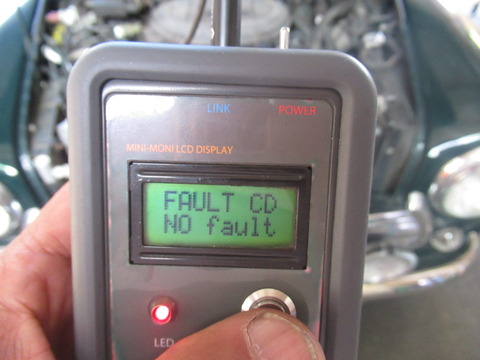 LINK POWER
MINI-MONI LCD DISPLAY
FAULT CD
NO fault
LED